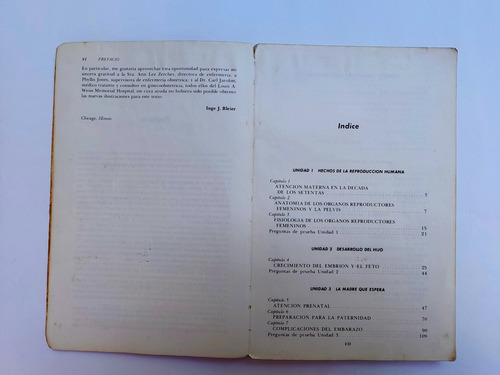 VI PREFACIO
En particular, me gustaría aprovechar esta oportunidad para expresar mi
sincera gratitud a la Sra. Ann Lee Zercher, directora de enfermería; a
Phyllis Jones, supervisora de enfermería obstétrica; y al Dr. Carl Javolat,
médico tratante y consultor en ginecoobstetricia, todos ellos del Louis A.
Weiss Memorial Hospital, sin cuya ayuda no hubiera sido posible obtener
las nuevas ilustraciones para este texto.
Inge J. Bleier
Chicago, Illinois
Indice
UNIDAD 1 HECHOS DE LA REPRODUCCION HUMANA
Capítulo 1
ATENCION MATERNA EN LA DECADA
DE LOS SETENTAS 3
Capítulo 2
ANATOMIA DE LOS ORGANOS REPRODUCTORES
FEMENINOS Y LA PELVIS 7
Capítulo 3
FISIOLOGIA DE LOS ORGANOS REPRODUCTORES
FEMENINOS 15
Preguntas de prueba Unidad 1 21
UNIDAD 2 DESARROLLO DEL HIJO
Capítulo 4
CRECIMIENTO DEL EMBRION Y EL FETO 25
Preguntas de prueba Unidad 2 44
UNIDAD 3 LA MADRE QUE ESPERA
Capítulo 5
ATENCION PRENATAL 47
Capítulo 6
PREPARACION PARA LA PATERNIDAD 70
Capítulo 7
COMPLICACIONES DEL EMBARAZO 90
Preguntas de prueba Unidad 3 109
VII